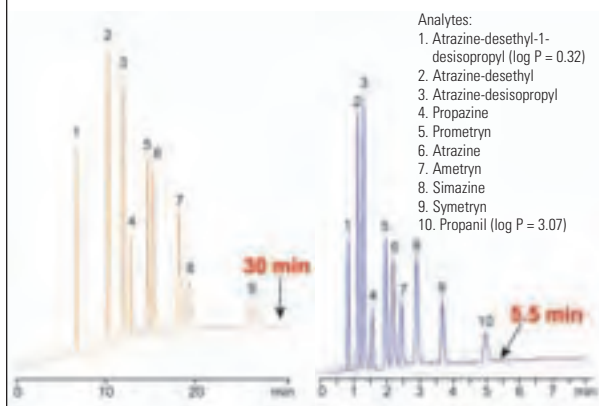 Analytes:
1. Atrazine-desethyl-1-
desisopropyl (log P = 0.32)
2. Atrazine-desethyl
3. Atrazine-desisopropyl
4. Propazine
5. Prometryn
6. Atrazine
7. Ametryn
8. Simazine
9. Symetryn
10. Propanil (log P = 3.07)
2
3
1
5
6
4
7
8
9
30 min
0 10 20 min
3
2
1
5
6
4
7
8
9
10
5.5 min
0 1 2 3 4 5 6 7 min